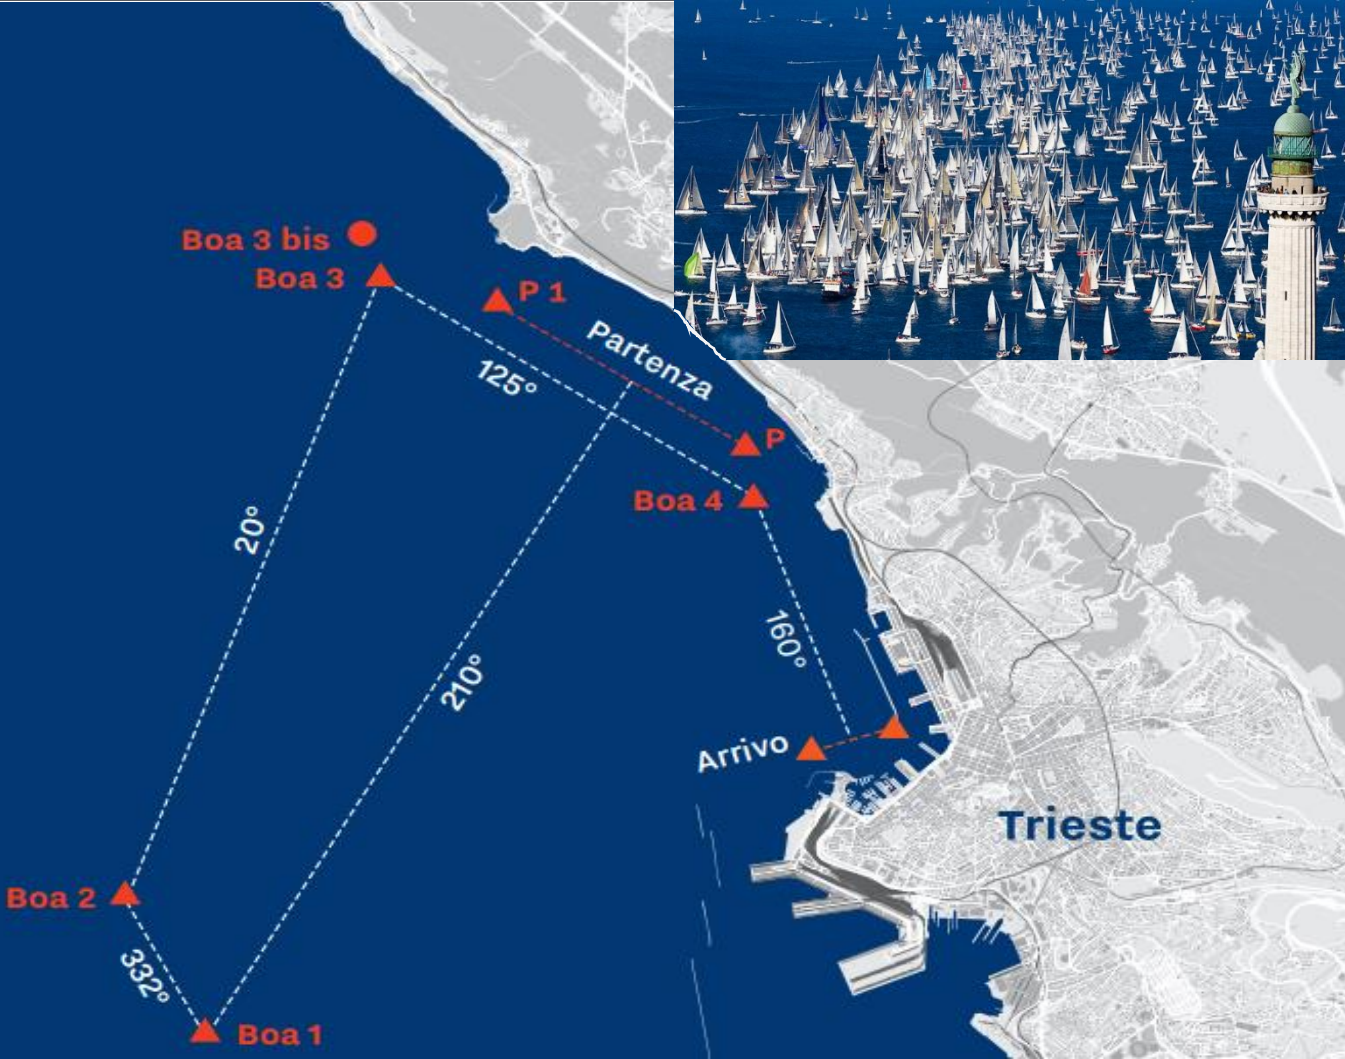 Boa 3 bis
Boa 3
P 1
Partenza
125°
P
Boa 4
20°
160°
210°
Arrivo
Trieste
Boa 2
332°
Boa 1